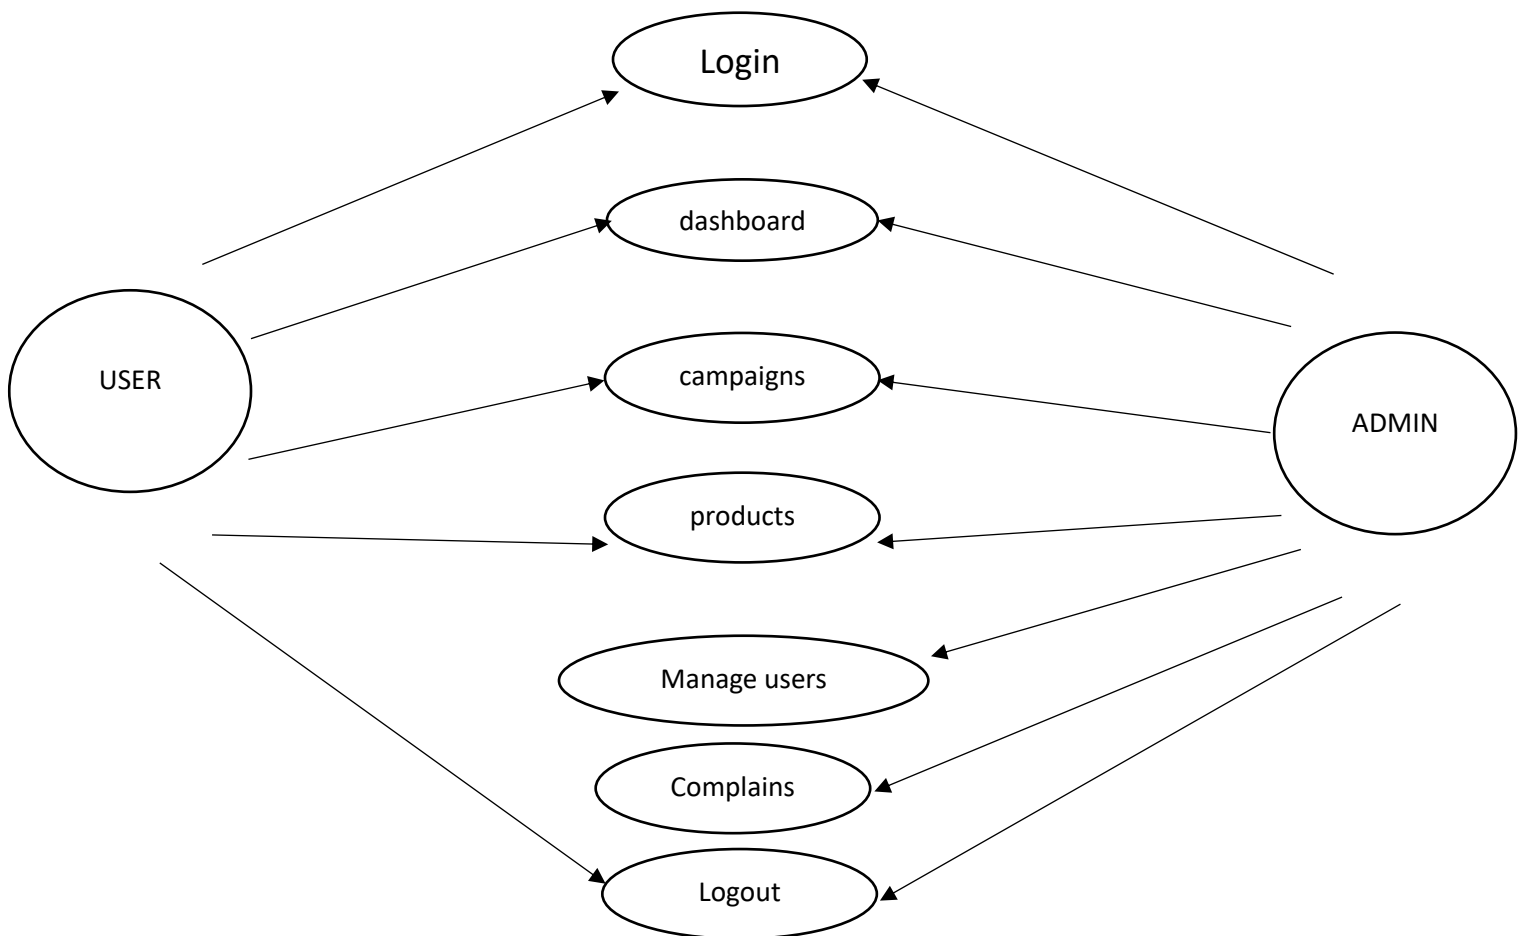 Login
dashboard
campaigns
USER
ADMIN
products
Manage users
Complains
Logout